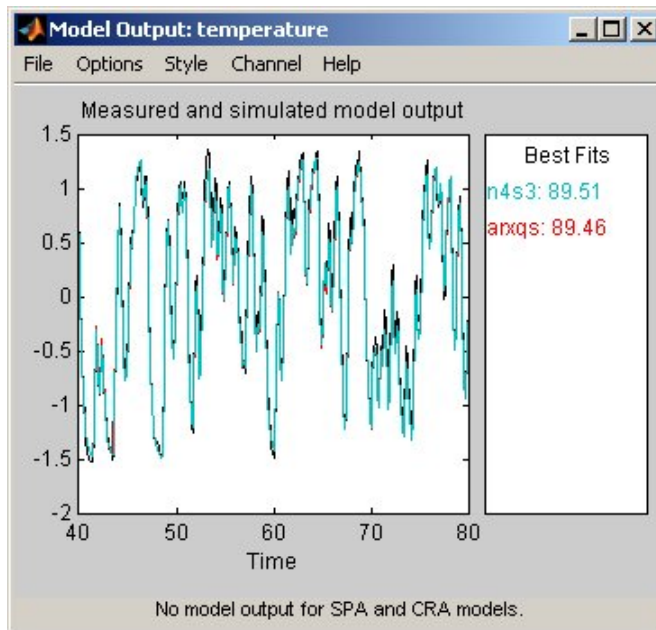 Model Output: temperature
File Options Style Channel Help
Measured and simulated model output
1.5
1
0.5
0
-0.5
-1
-1.5
-2
40 50 60 70 80
Time
Best Fits
n4s3: 89.51
arxqs: 89.46
No model output for SPA and CRA models.